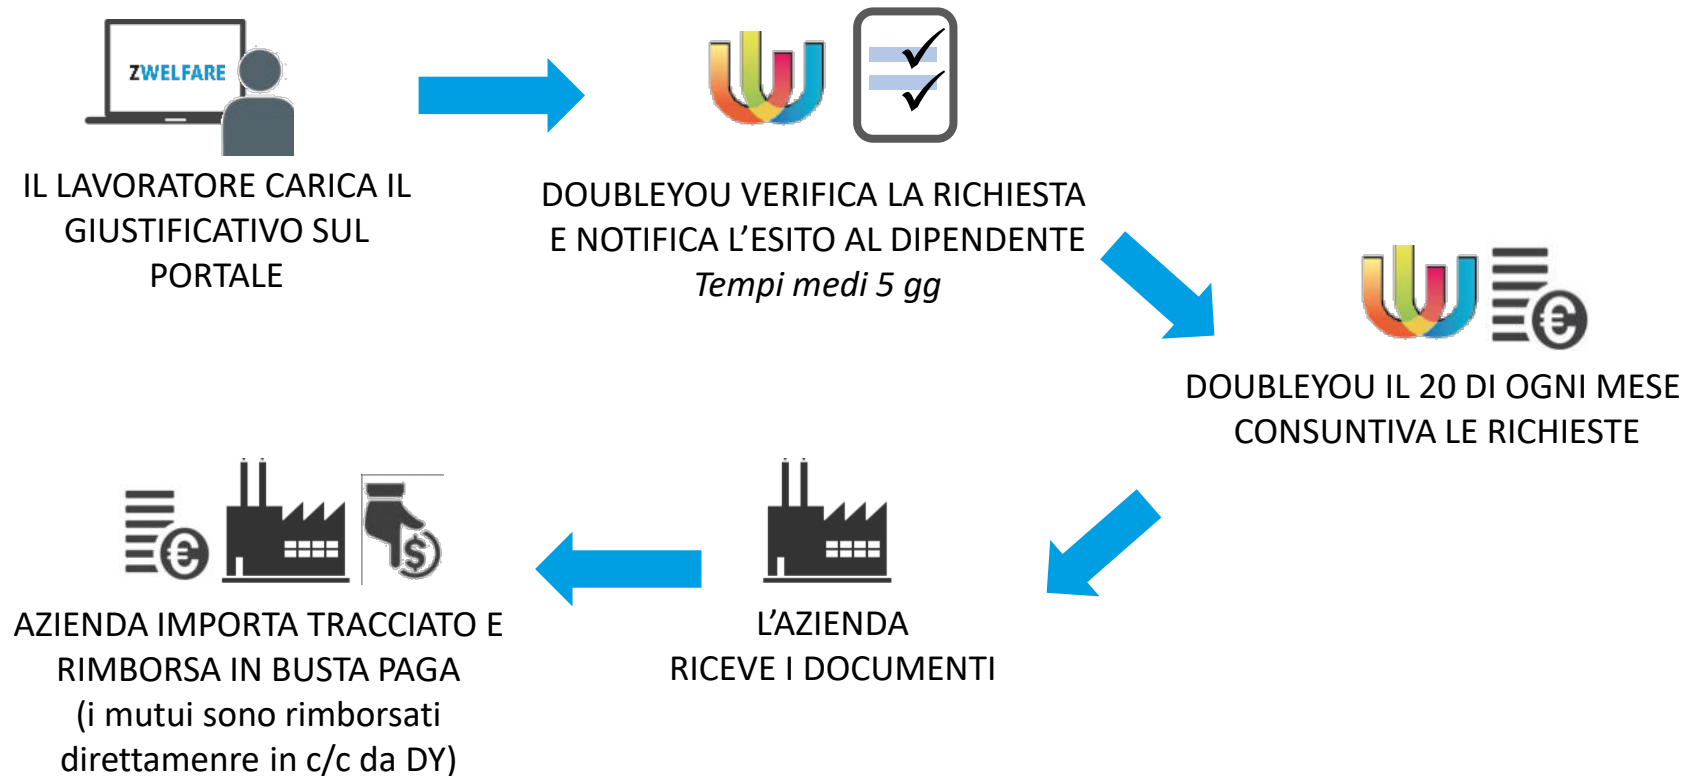 ZWELFARE
IL LAVORATORE CARICA IL
GIUSTIFICATIVO SUL
PORTALE
DOUBLEYOU VERIFICA LA RICHIESTA
E NOTIFICA L’ESITO AL DIPENDENTE
Tempi medi 5 gg
DOUBLEYOU IL 20 DI OGNI MESE
CONSUNTIVA LE RICHIESTE
L’AZIENDA
RICEVE I DOCUMENTI
AZIENDA IMPORTA TRACCIATO E
RIMBORSA IN BUSTA PAGA
(i mutui sono rimborsati
direttamenre in c/c da DY)